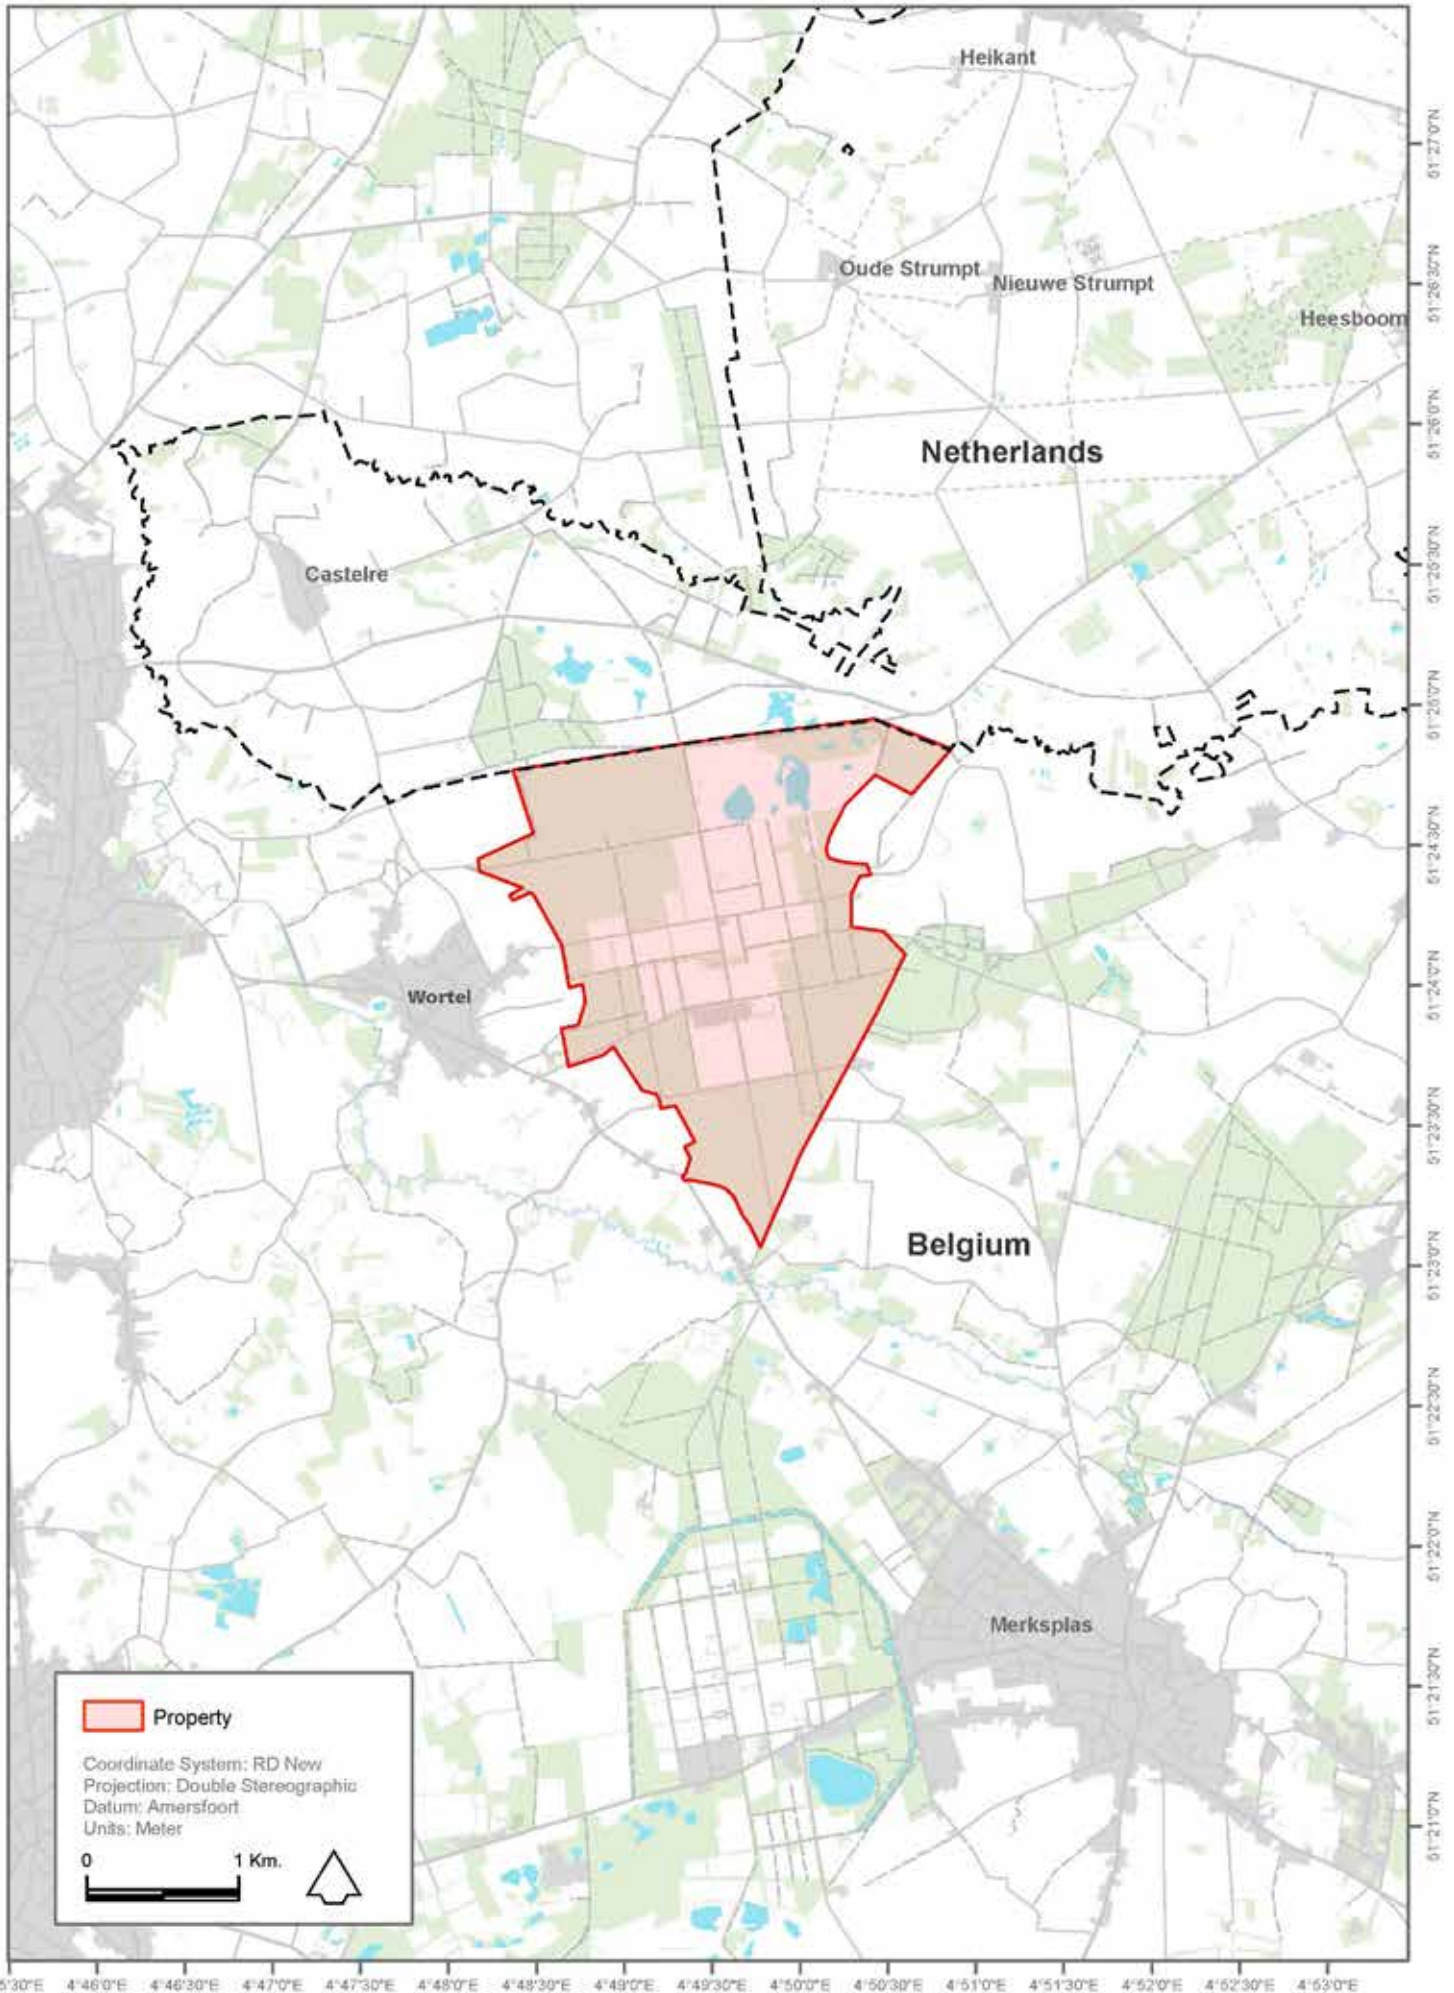 Heikant
51°27'0"N
Oude Strumpt
Nieuwe Strumpt
51°26'30"N
Heesboom
51°26'0"N
Netherlands
51°25'30"N
Castelre
51°25'0"N
51°24'30"N
Wortel
51°24'0"N
51°23'30"N
Belgium
51°23'0"N
51°22'30"N
51°22'0"N
Merksplas
51°21'30"N
51°21'0"N
Property
Coordinate System: RD New
Projection: Double Stereographic
Datum: Amersfoort
Units: Meter
0 1 Km.
5'30"E 4°46'0"E 4°46'30"E 4°47'0"E 4°47'30"E 4°48'0"E 4°48'30"E 4°49'0"E 4°49'30"E 4°50'0"E 4°50'30"E 4°51'0"E 4°51'30"E 4°52'0"E 4°52'30"E 4°53'0"E